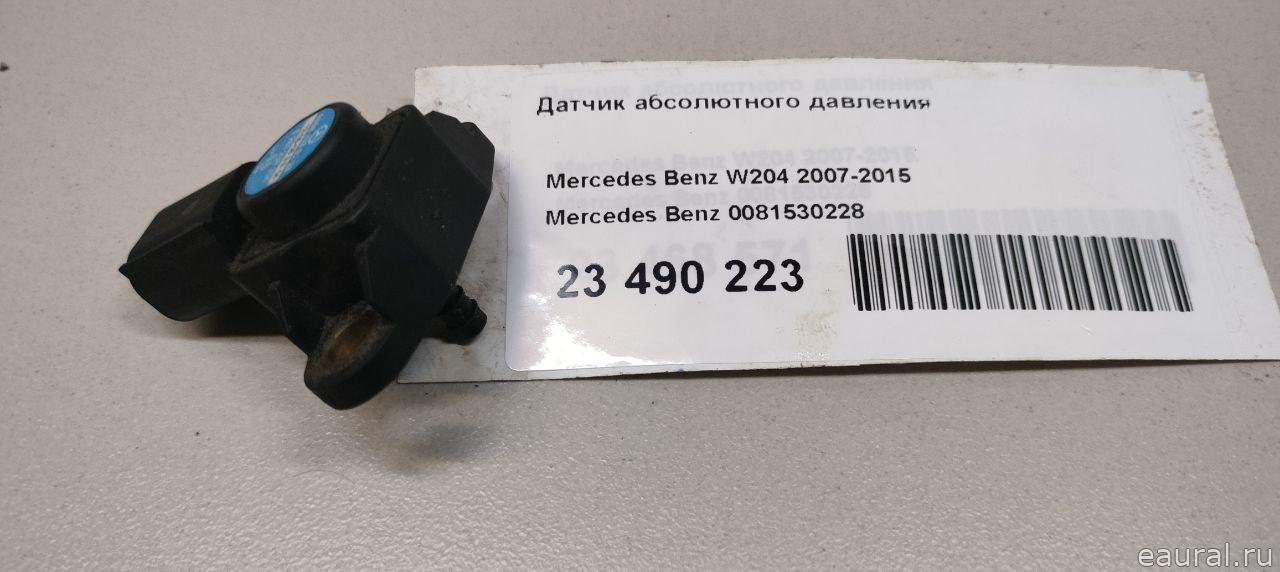 Датчик абсолютного давления
Mercedes Benz W204 2007-2015
Mercedes Benz 0081530228
23 490 223
eaural.ru